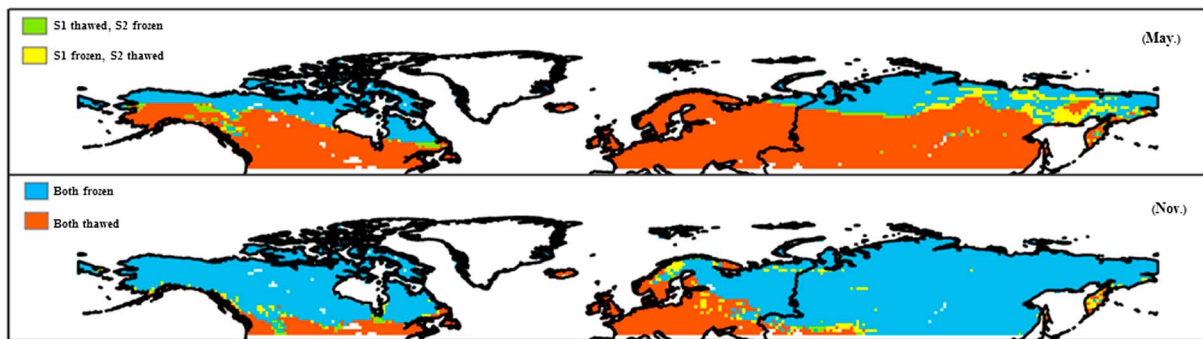 S1 thawed, S2 frozen
S1 frozen, S2 thawed
(May.)
Both frozen
Both thawed
(Nov.)